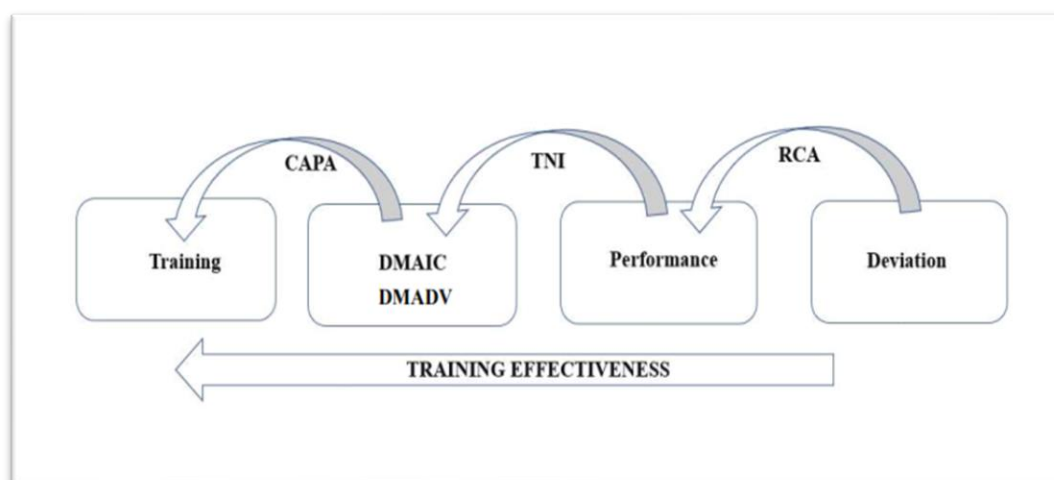 CAPA
TNI
RCA
Training
DMAIC
DMADV
Performance
Deviation
TRAINING EFFECTIVENESS